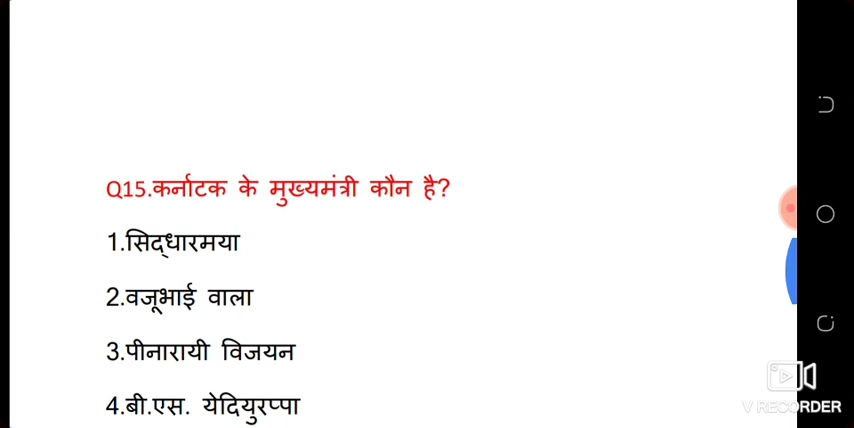 Q15.कर्नाटक के मुख्यमंत्री कौन है?
1.सिद्धारमया
2.वजूभाई वाला
3.पीनारायी विजयन
4.बी.एस. येदियुरप्पा
V RECORDER